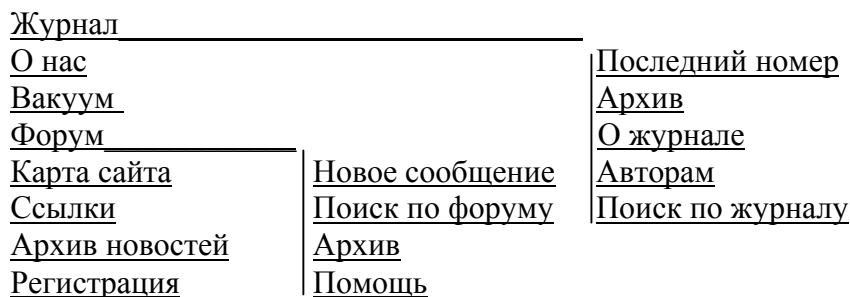 Журнал
О нас
Вакуум
Форум
Карта сайта
Ссылки
Архив новостей
Регистрация
Новое сообщение
Поиск по форуму
Архив
Помощь
Последний номер
Архив
О журнале
Авторам
Поиск по журналу